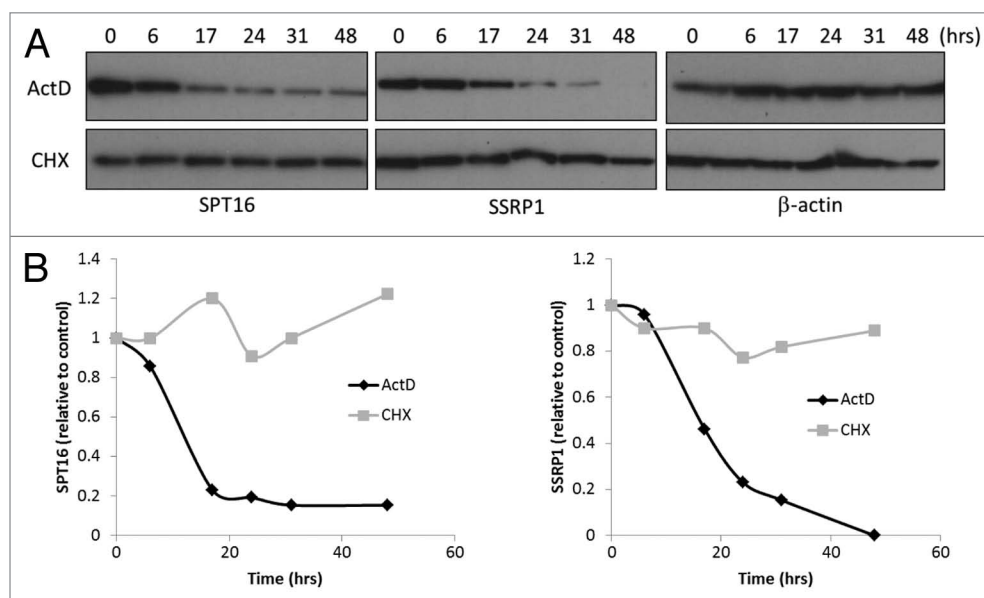 A
0 6 17 24 31 48 0 6 17 24 31 48 0 6 17 24 31 48 (hrs)
ActD
CHX
SPT16 SSRP1 β-actin
B
SPT16 (relative to control)
1.4
1.2
1
0.8
0.6
0.4
0.2
0
ActD
CHX
0 20 40 60
Time (hrs)
SSRP1 (relative to control)
1.2
1
0.8
0.6
0.4
0.2
0
ActD
CHX
0 20 40 60
Time (hrs)